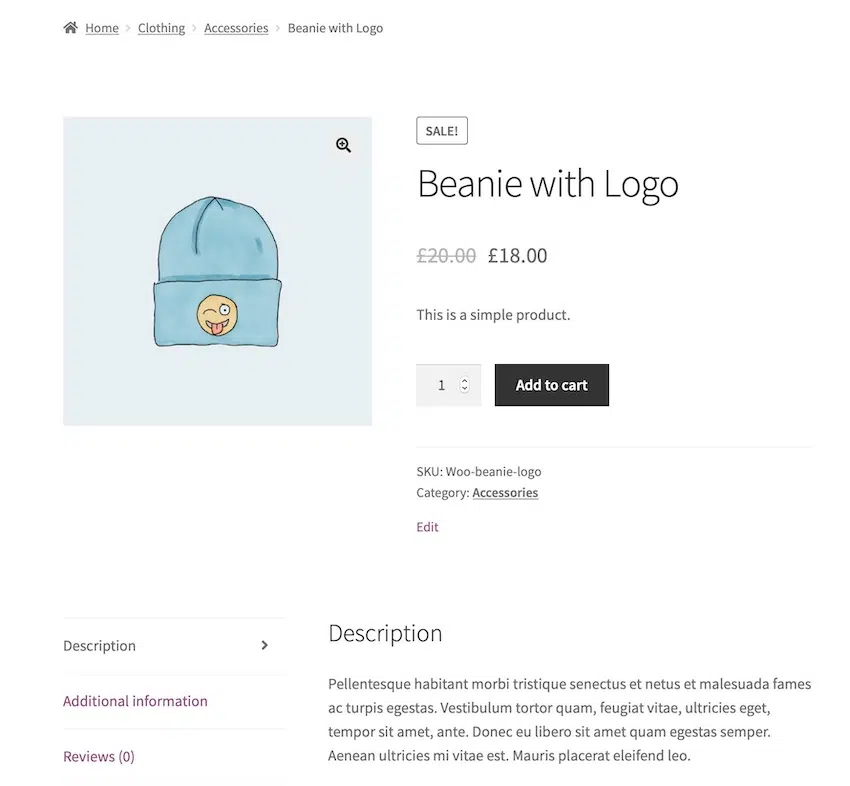 Home > Clothing > Accessories > Beanie with Logo
SALE!
Beanie with Logo
£20.00 £18.00
This is a simple product.
1 Add to cart
SKU: Woo-beanie-logo
Category: Accessories
Edit
Description
Additional information
Reviews (0)
Description
Pellentesque habitant morbi tristique senectus et netus et malesuada fames
ac turpis egestas. Vestibulum tortor quam, feugiat vitae, ultricies eget,
tempor sit amet, ante. Donec eu libero sit amet quam egestas semper.
Aenean ultricies mi vitae est. Mauris placerat eleifend leo.